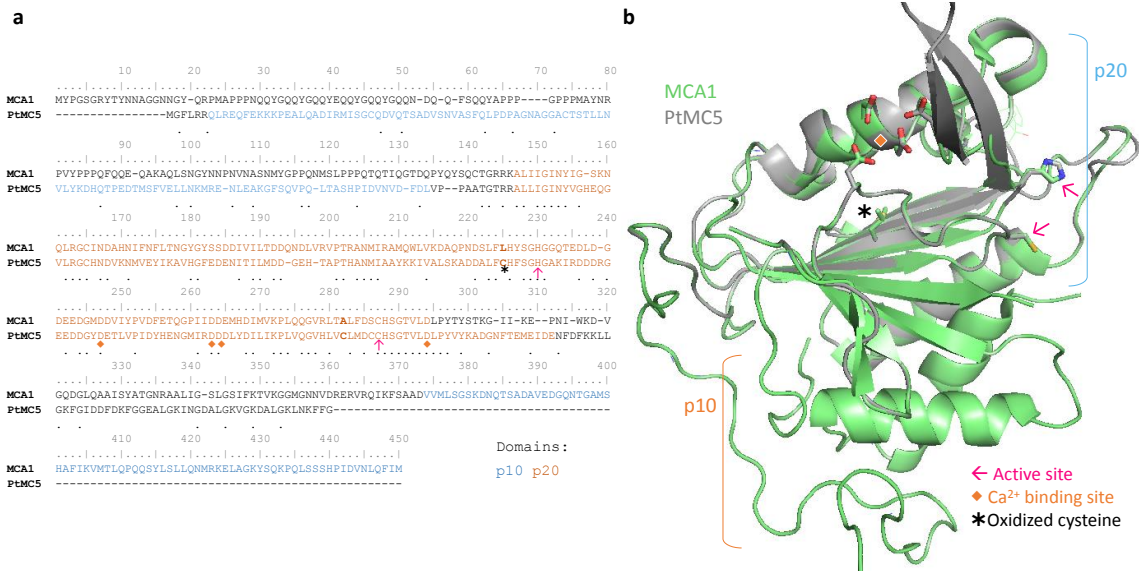 a
10 20 30 40 50 60 70 80
MCA1 MYPGSGRYTYNNAGGNNGY-QRPMAPPPNQQYGQQYGQQYEQQYGQQYGQQN-DQ-Q-FSQQYAPPP----GPPPMAYNR
PtMC5 ----------------MGFLRRQLREQFEKKKPEALQADIRMISGCQDVQTSADVSNVASFQLPDPAGNAGGACTSTLLN
90 100 110 120 130 140 150 160
MCA1 PVYPPPQFQQE-QAKAQLSNGYNNPNVNASNMYGPPQNMSLPPPQTQTIQGTDQPYQYSQCTGRRKALIIGINYIG-SKN
PtMC5 VLYKDHQTPEDTMSFVELLNKMRE-NLEAKGFSQVPQ-LTASHPIDVNVD-FDLVP-PAATGTRRALLIGINYVGHEQG
170 180 190 200 210 220 230 240
MCA1 QLRGCINDAHNIFNFLTNGYGYSSDDIVILTDDQNDLVRVPTRANMIRAMQWLVKDAQPNDSLFLHYSGHGGQTEDLD-G
PtMC5 VLRGCHNDVKNMVEYIKAVHGFEDENITILMDD-GEH-TAPTHANMIAAYKKIVALSKADDALFCHFSGHGAKIRDDDRG
250 260 270 280 290 300 310 320
MCA1 DEEDGMDDVIYPVDFETQGPIIDDEMHDIMVKPLQQGVRLTALFDSCHSGTVLDLPYTYSTKG-II-KE--PNI-WKD-V
PtMC5 EEDDGYDETLVPIDYHENGMIRDDDLYDILIKPLVQGVHLVCLMDCCHSGTVLDLPYVYKADGNFTEMEIDENFDFKKLL
330 340 350 360 370 380 390 400
MCA1 GQDGLQAAISYATGNRAALIG-SLGSIFKTVKGGMGNNVDRERVRQIKFSAADVVMLSGSKDNQTSADAVEDGQNTGAMS
PtMC5 GKFGIDDFDKFGGEALGKINGDALGKVGKDALGKLNKFFG----------------------------------------
410 420 430 440 450
MCA1 HAFIKVMTLQPQQSYLSLLQNMRKELAGKYSQKPQLSSSHPIDVNLQFIM
PtMC5 --------------------------------------------------
Domains:
p10 p20
b
MCA1
PtMC5
p20
p10
Active site
Ca²⁺ binding site
Oxidized cysteine